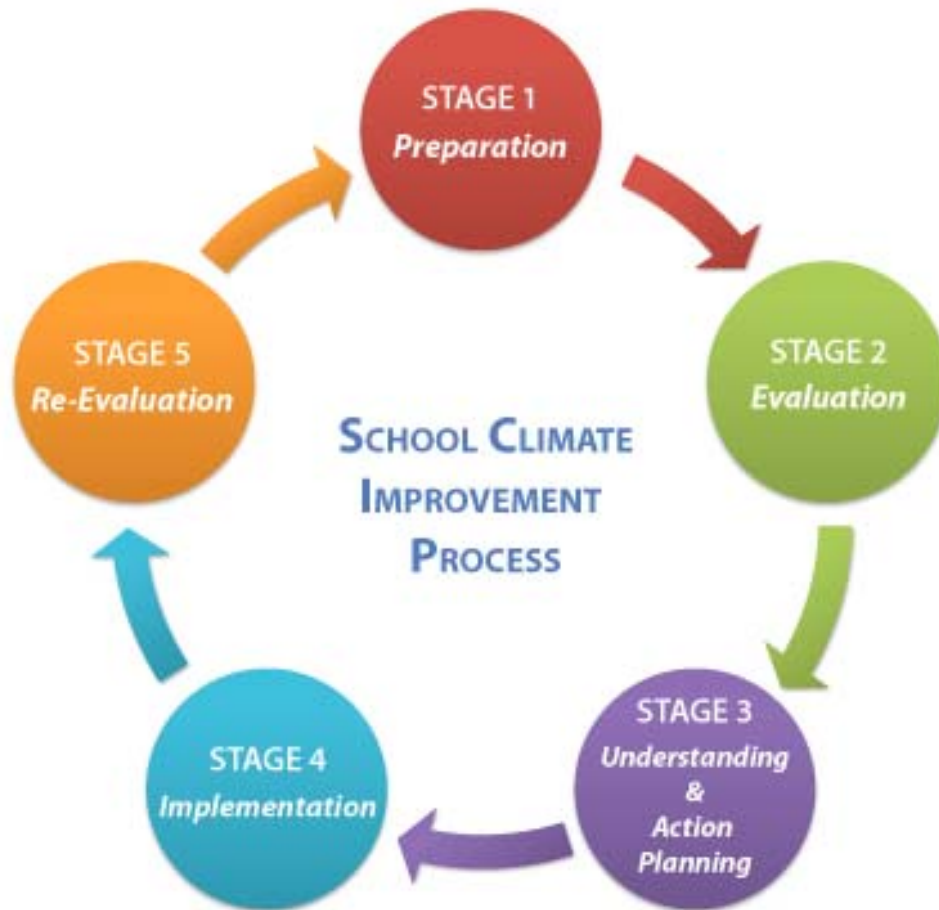 STAGE 1
Preparation
STAGE 2
Evaluation
STAGE 3
Understanding
&
Action
Planning
STAGE 4
Implementation
STAGE 5
Re-Evaluation
SCHOOL CLIMATE
IMPROVEMENT
PROCESS